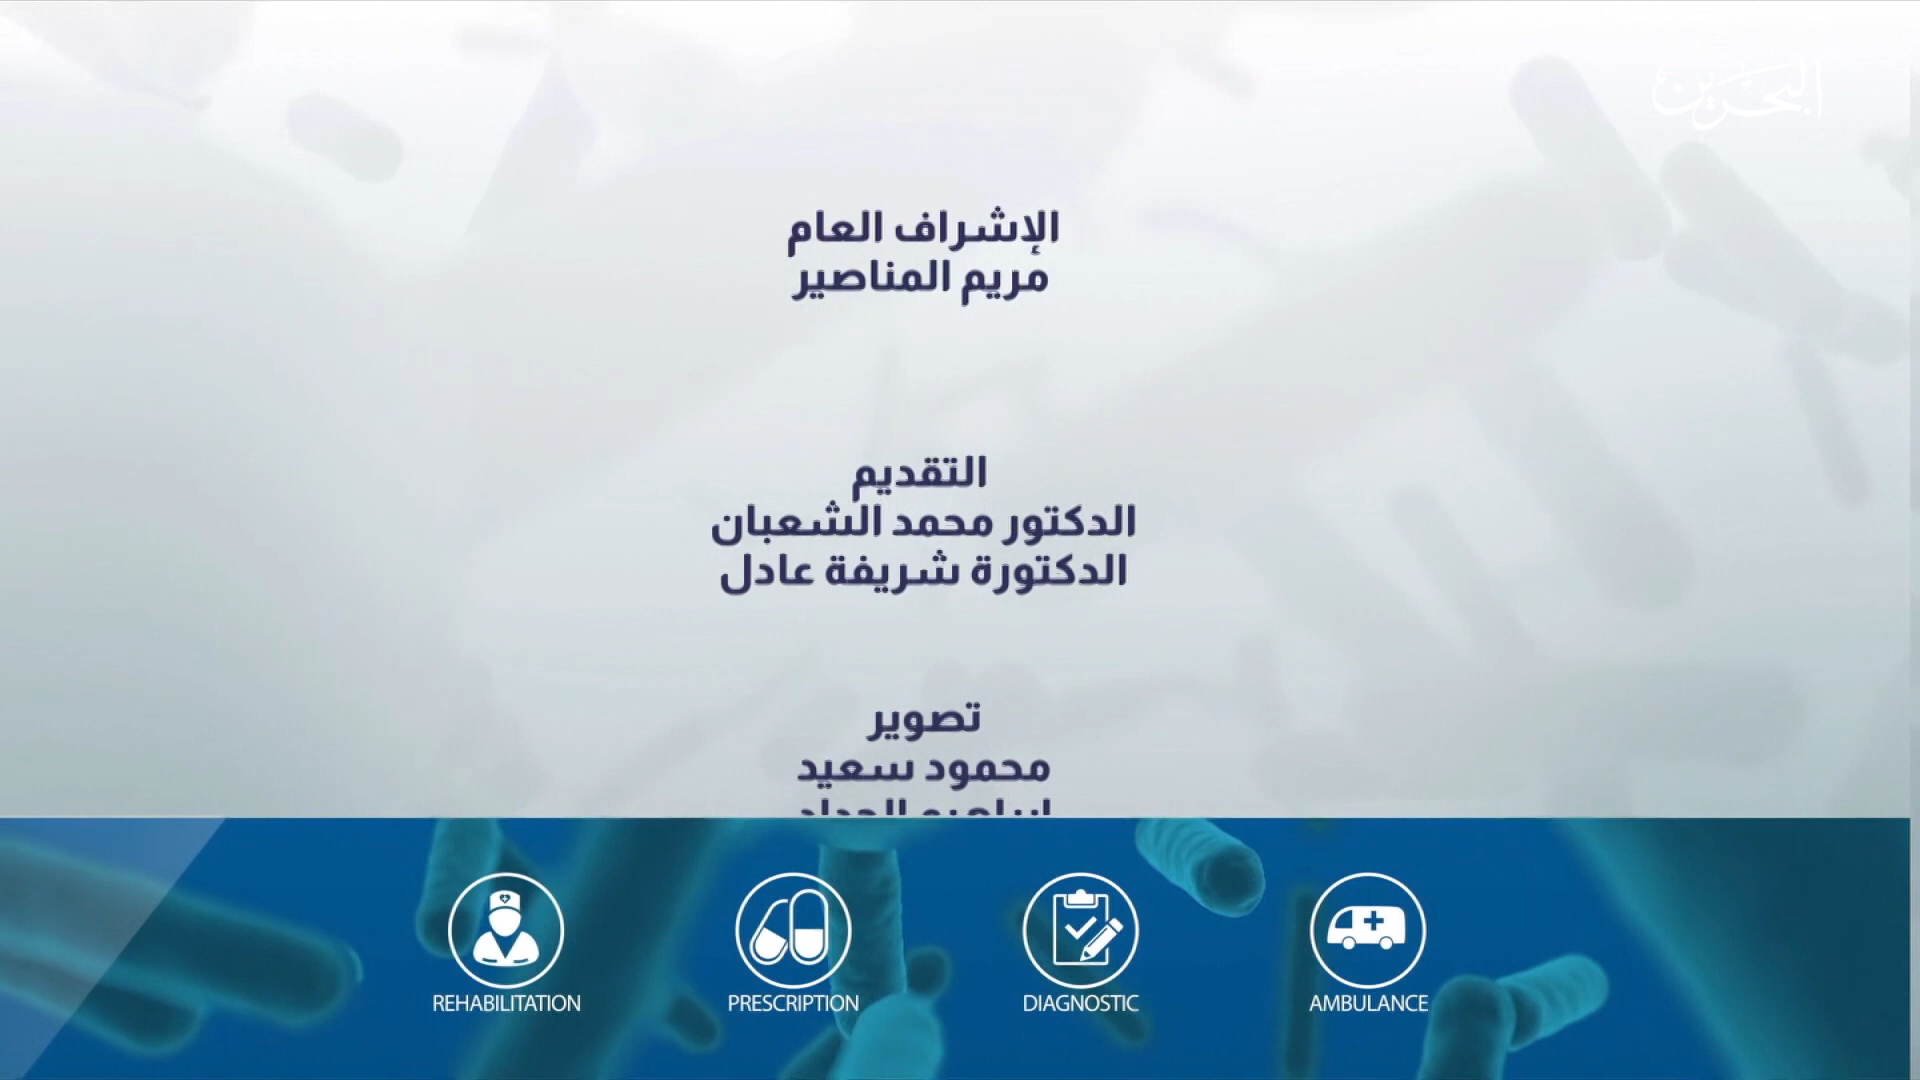 البحرين
الإشراف العام
مريم المناصير
التقديم
الدكتور محمد الشعبان
الدكتورة شريفة عادل
تصوير
محمود سعيد
REHABILITATION
PRESCRIPTION
DIAGNOSTIC
AMBULANCE